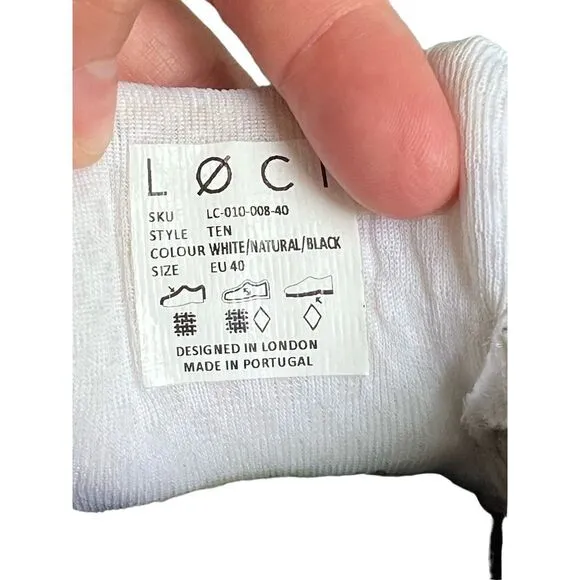 LØCI
SKU LC-010-008-40
STYLE TEN
COLOUR WHITE/NATURAL/BLACK
SIZE EU 40
DESIGNED IN LONDON
MADE IN PORTUGAL